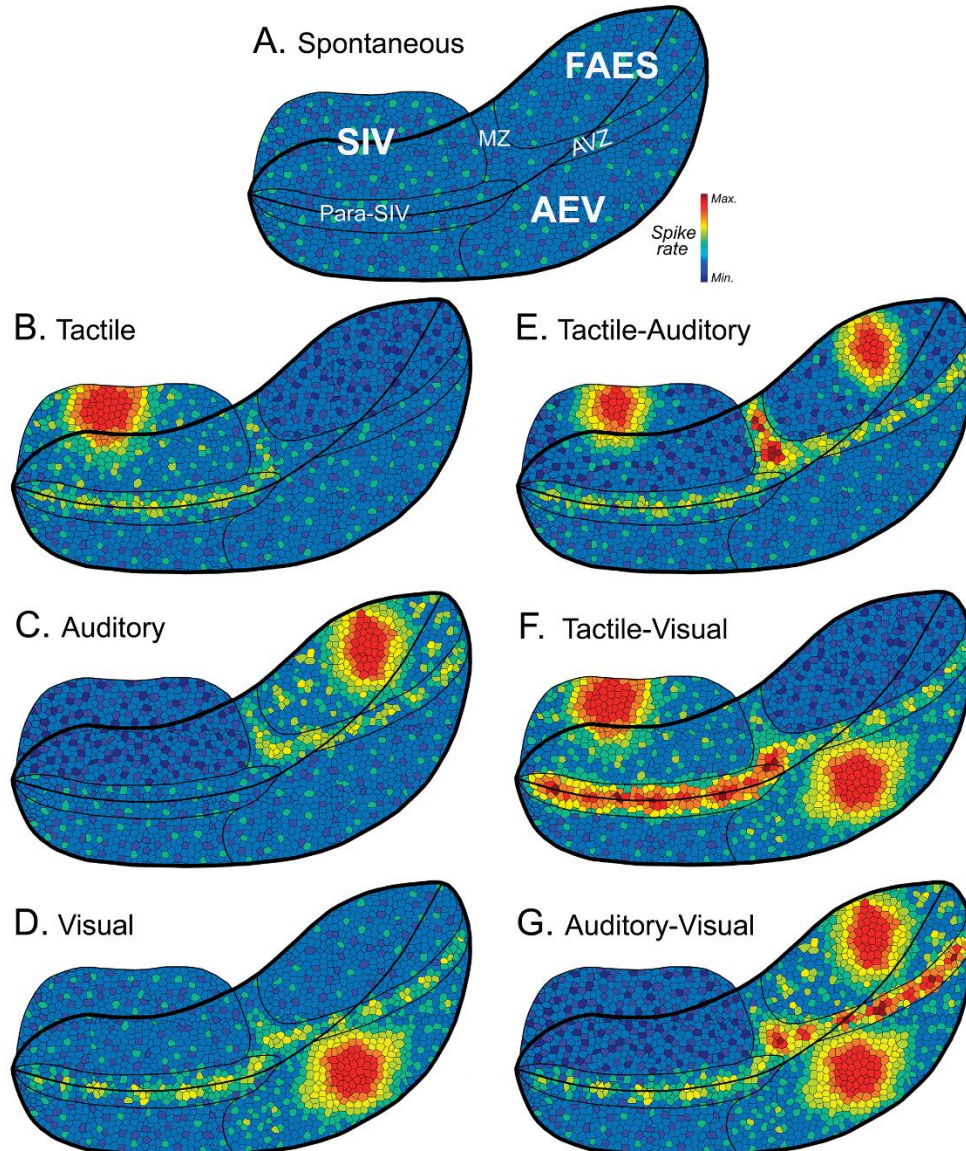 A. Spontaneous
FAES
SIV
MZ
AVZ
Para-SIV
AEV
Max.
Spike
rate
Min.
B. Tactile
E. Tactile-Auditory
C. Auditory
F. Tactile-Visual
D. Visual
G. Auditory-Visual